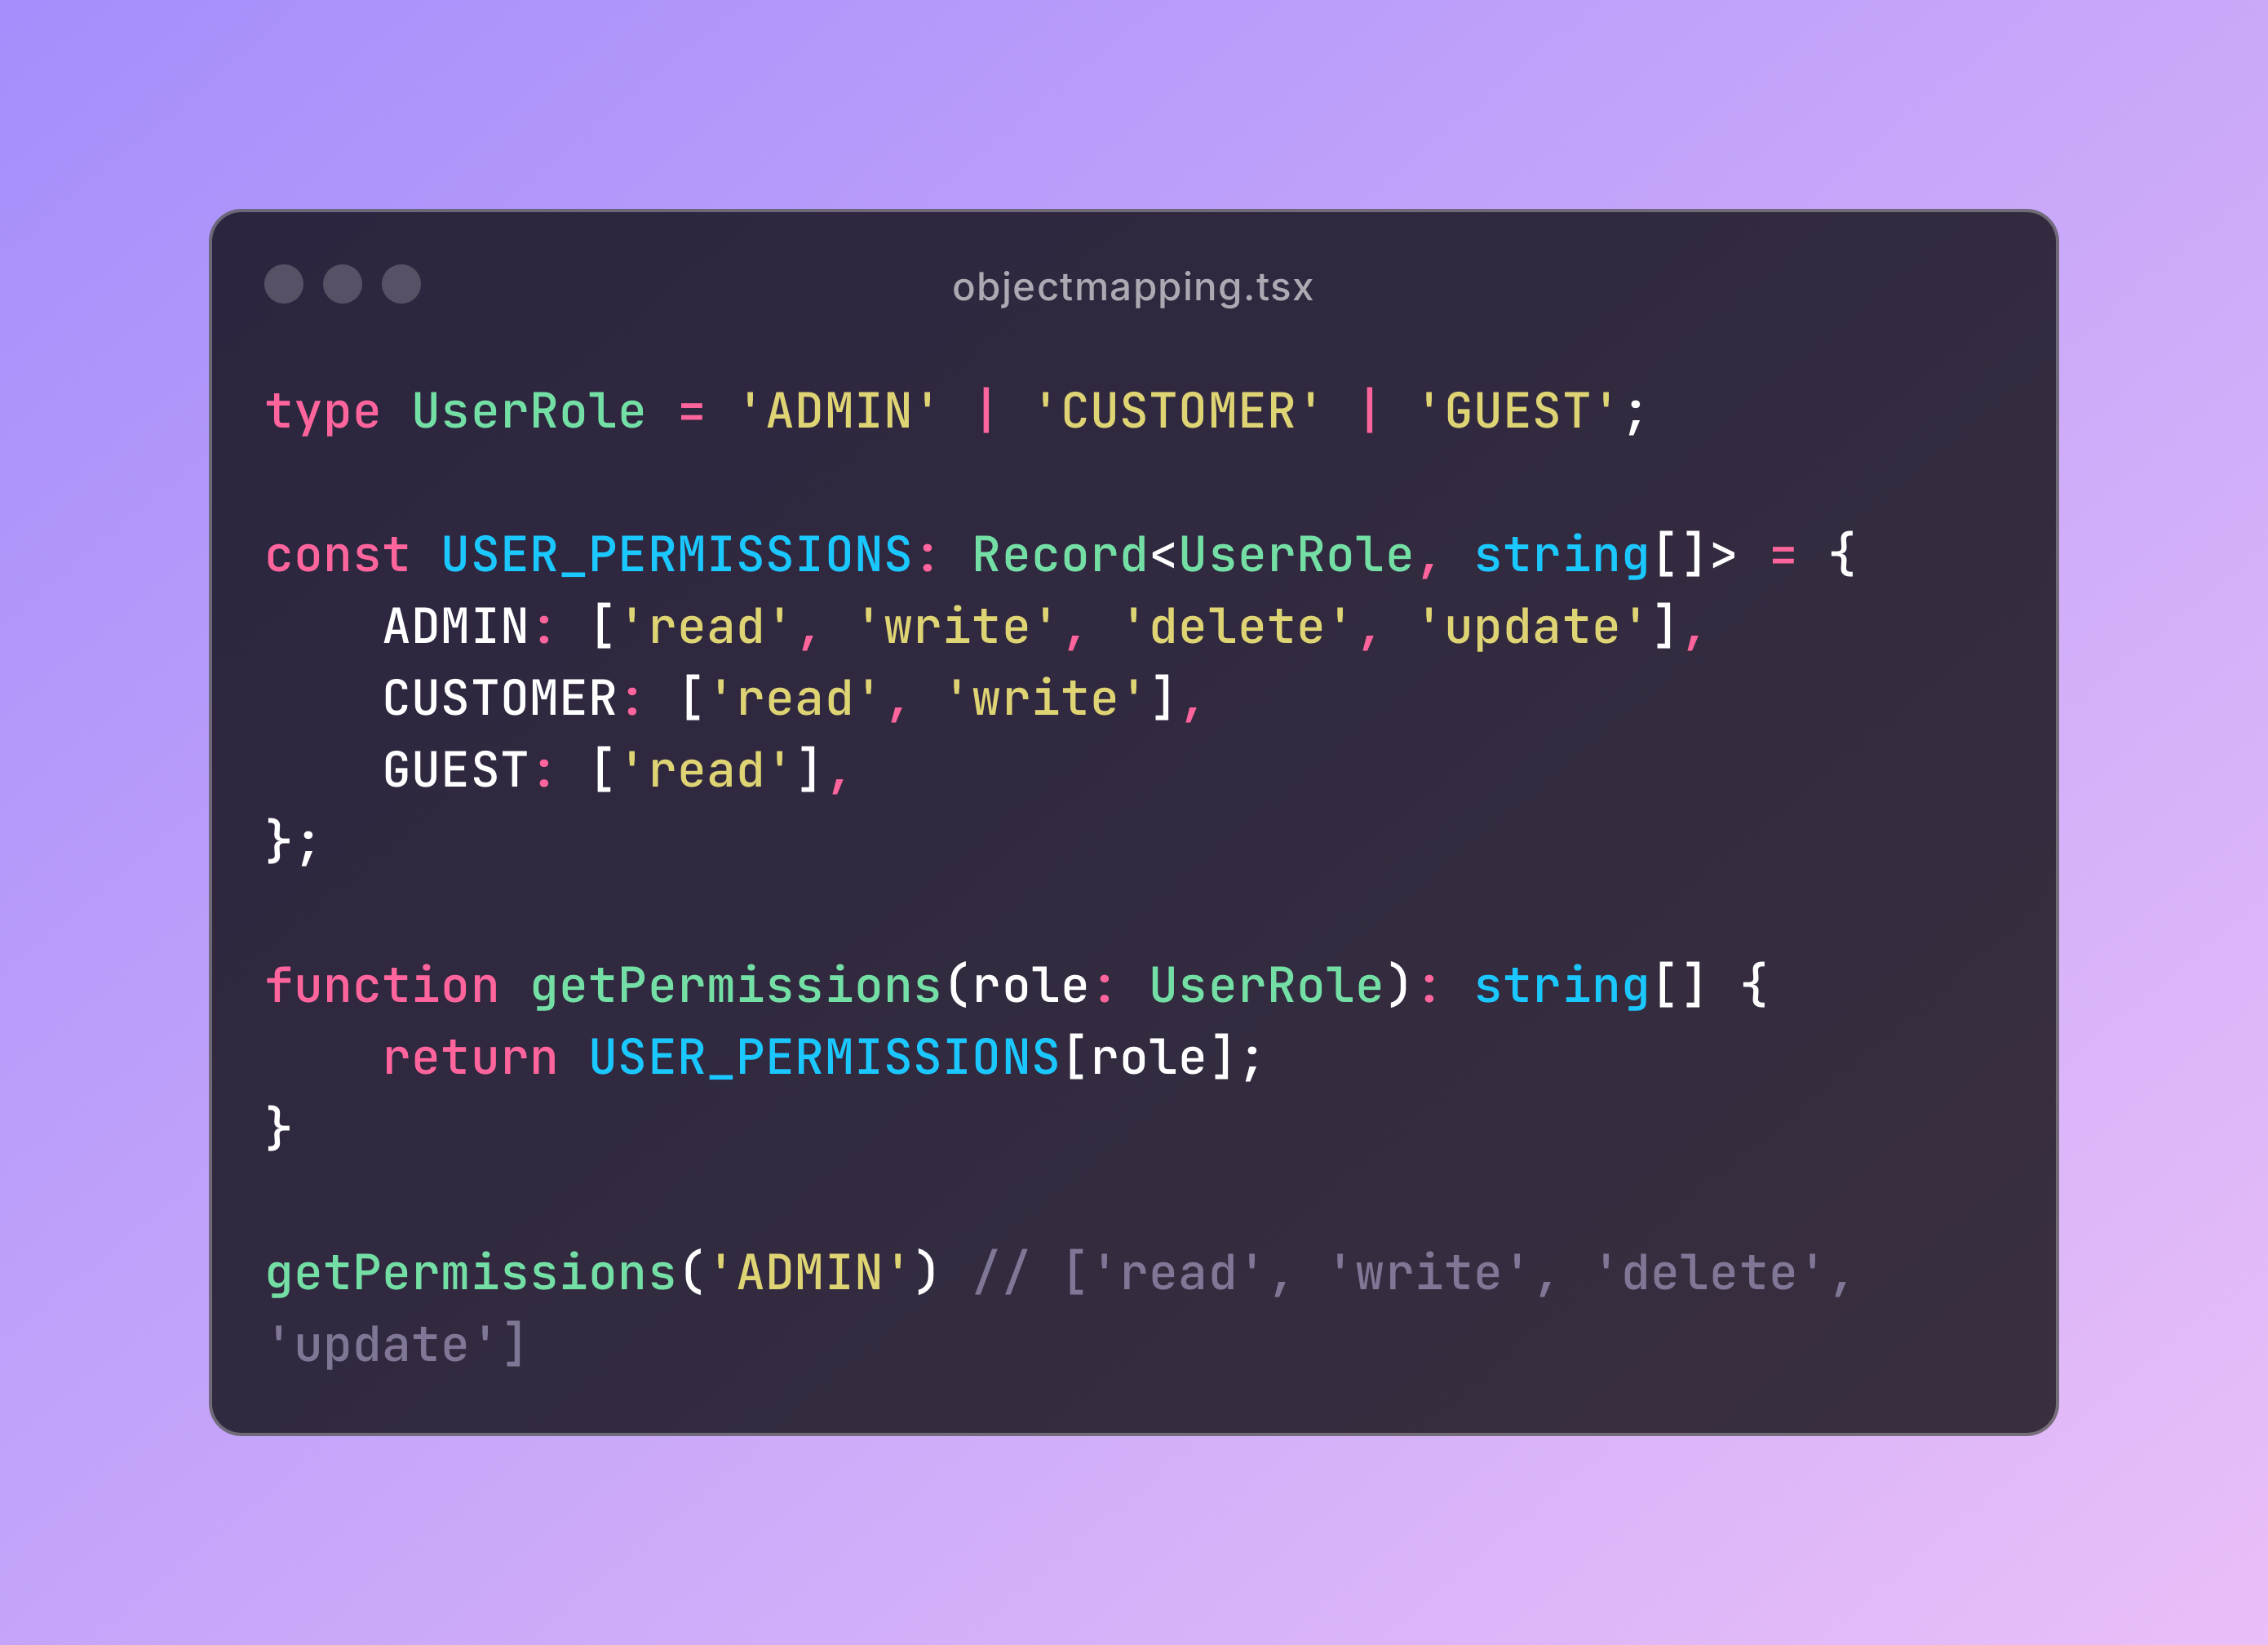 objectmapping.tsx
type UserRole = 'ADMIN' | 'CUSTOMER' | 'GUEST';
const USER_PERMISSIONS: Record<UserRole, string[]> = {
    ADMIN: ['read', 'write', 'delete', 'update'],
    CUSTOMER: ['read', 'write'],
    GUEST: ['read'],
};
function getPermissions(role: UserRole): string[] {
    return USER_PERMISSIONS[role];
}
getPermissions('ADMIN') // ['read', 'write', 'delete',
'update']